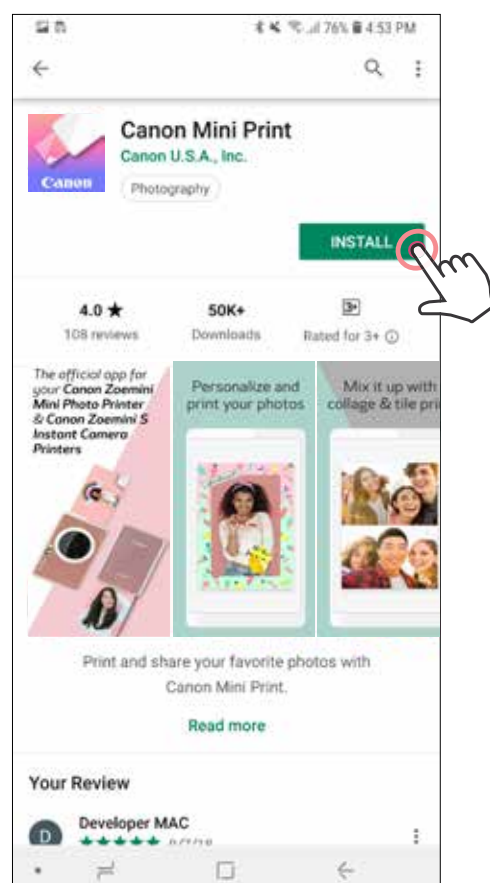 76% 4:53 PM
Canon Mini Print
Canon U.S.A., Inc.
Canon
Photography
INSTALL
4.0 ★
50K+
3+
108 reviews
Downloads
Rated for 3+
The official app for
your Canon Zoemini
Mini Photo Printer
& Canon Zoemini S
Instant Camera
Printers
Personalize and
print your photos
Mix it up with
collage & tile pri
Print and share your favorite photos with
Canon Mini Print.
Read more
Your Review
D
Developer MAC